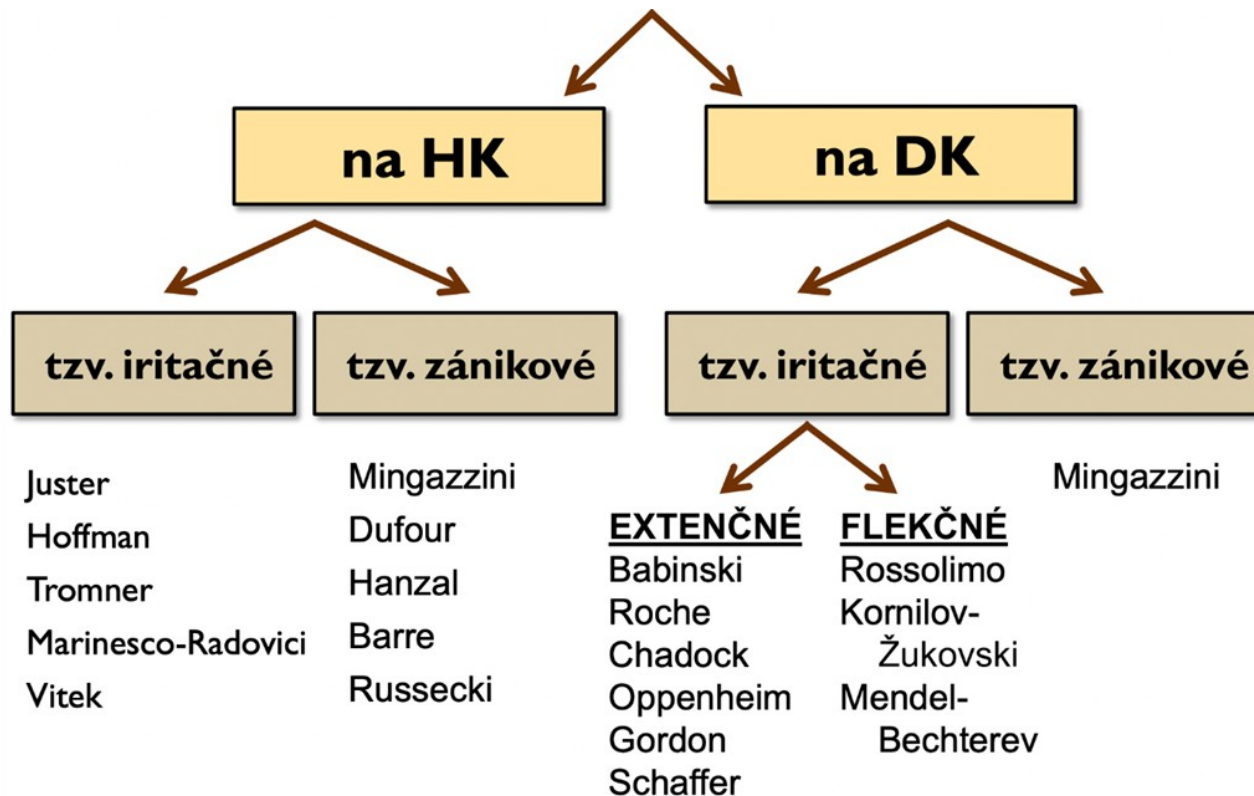 na HK
na DK
tzv. iritačné
tzv. zánikové
tzv. iritačné
tzv. zánikové
Juster
Hoffman
Tromner
Marinesco-Radovici
Vitek
Mingazzini
Dufour
Hanzal
Barre
Russecki
EXTENČNÉ
Babinski
Roche
Chadock
Oppenheim
Gordon
Schaffer
FLEKČNÉ
Rossolimo
Kornilov-
Žukovski
Mendel-
Bechterev
Mingazzini